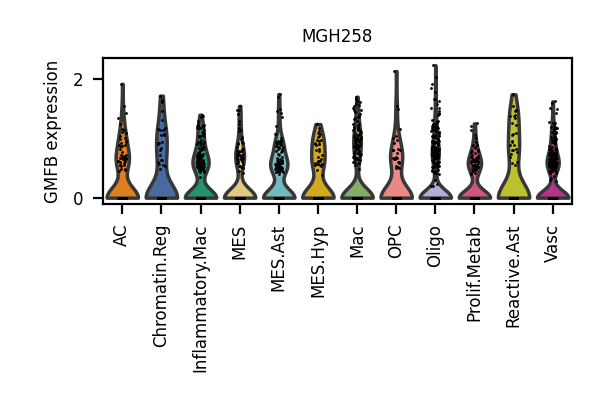 MGH258
GMFB expression
2
0
AC
Chromatin.Reg
Inflammatory.Mac
MES
MES.Ast
MES.Hyp
Mac
OPC
Oligo
Prolif.Metab
Reactive.Ast
Vasc